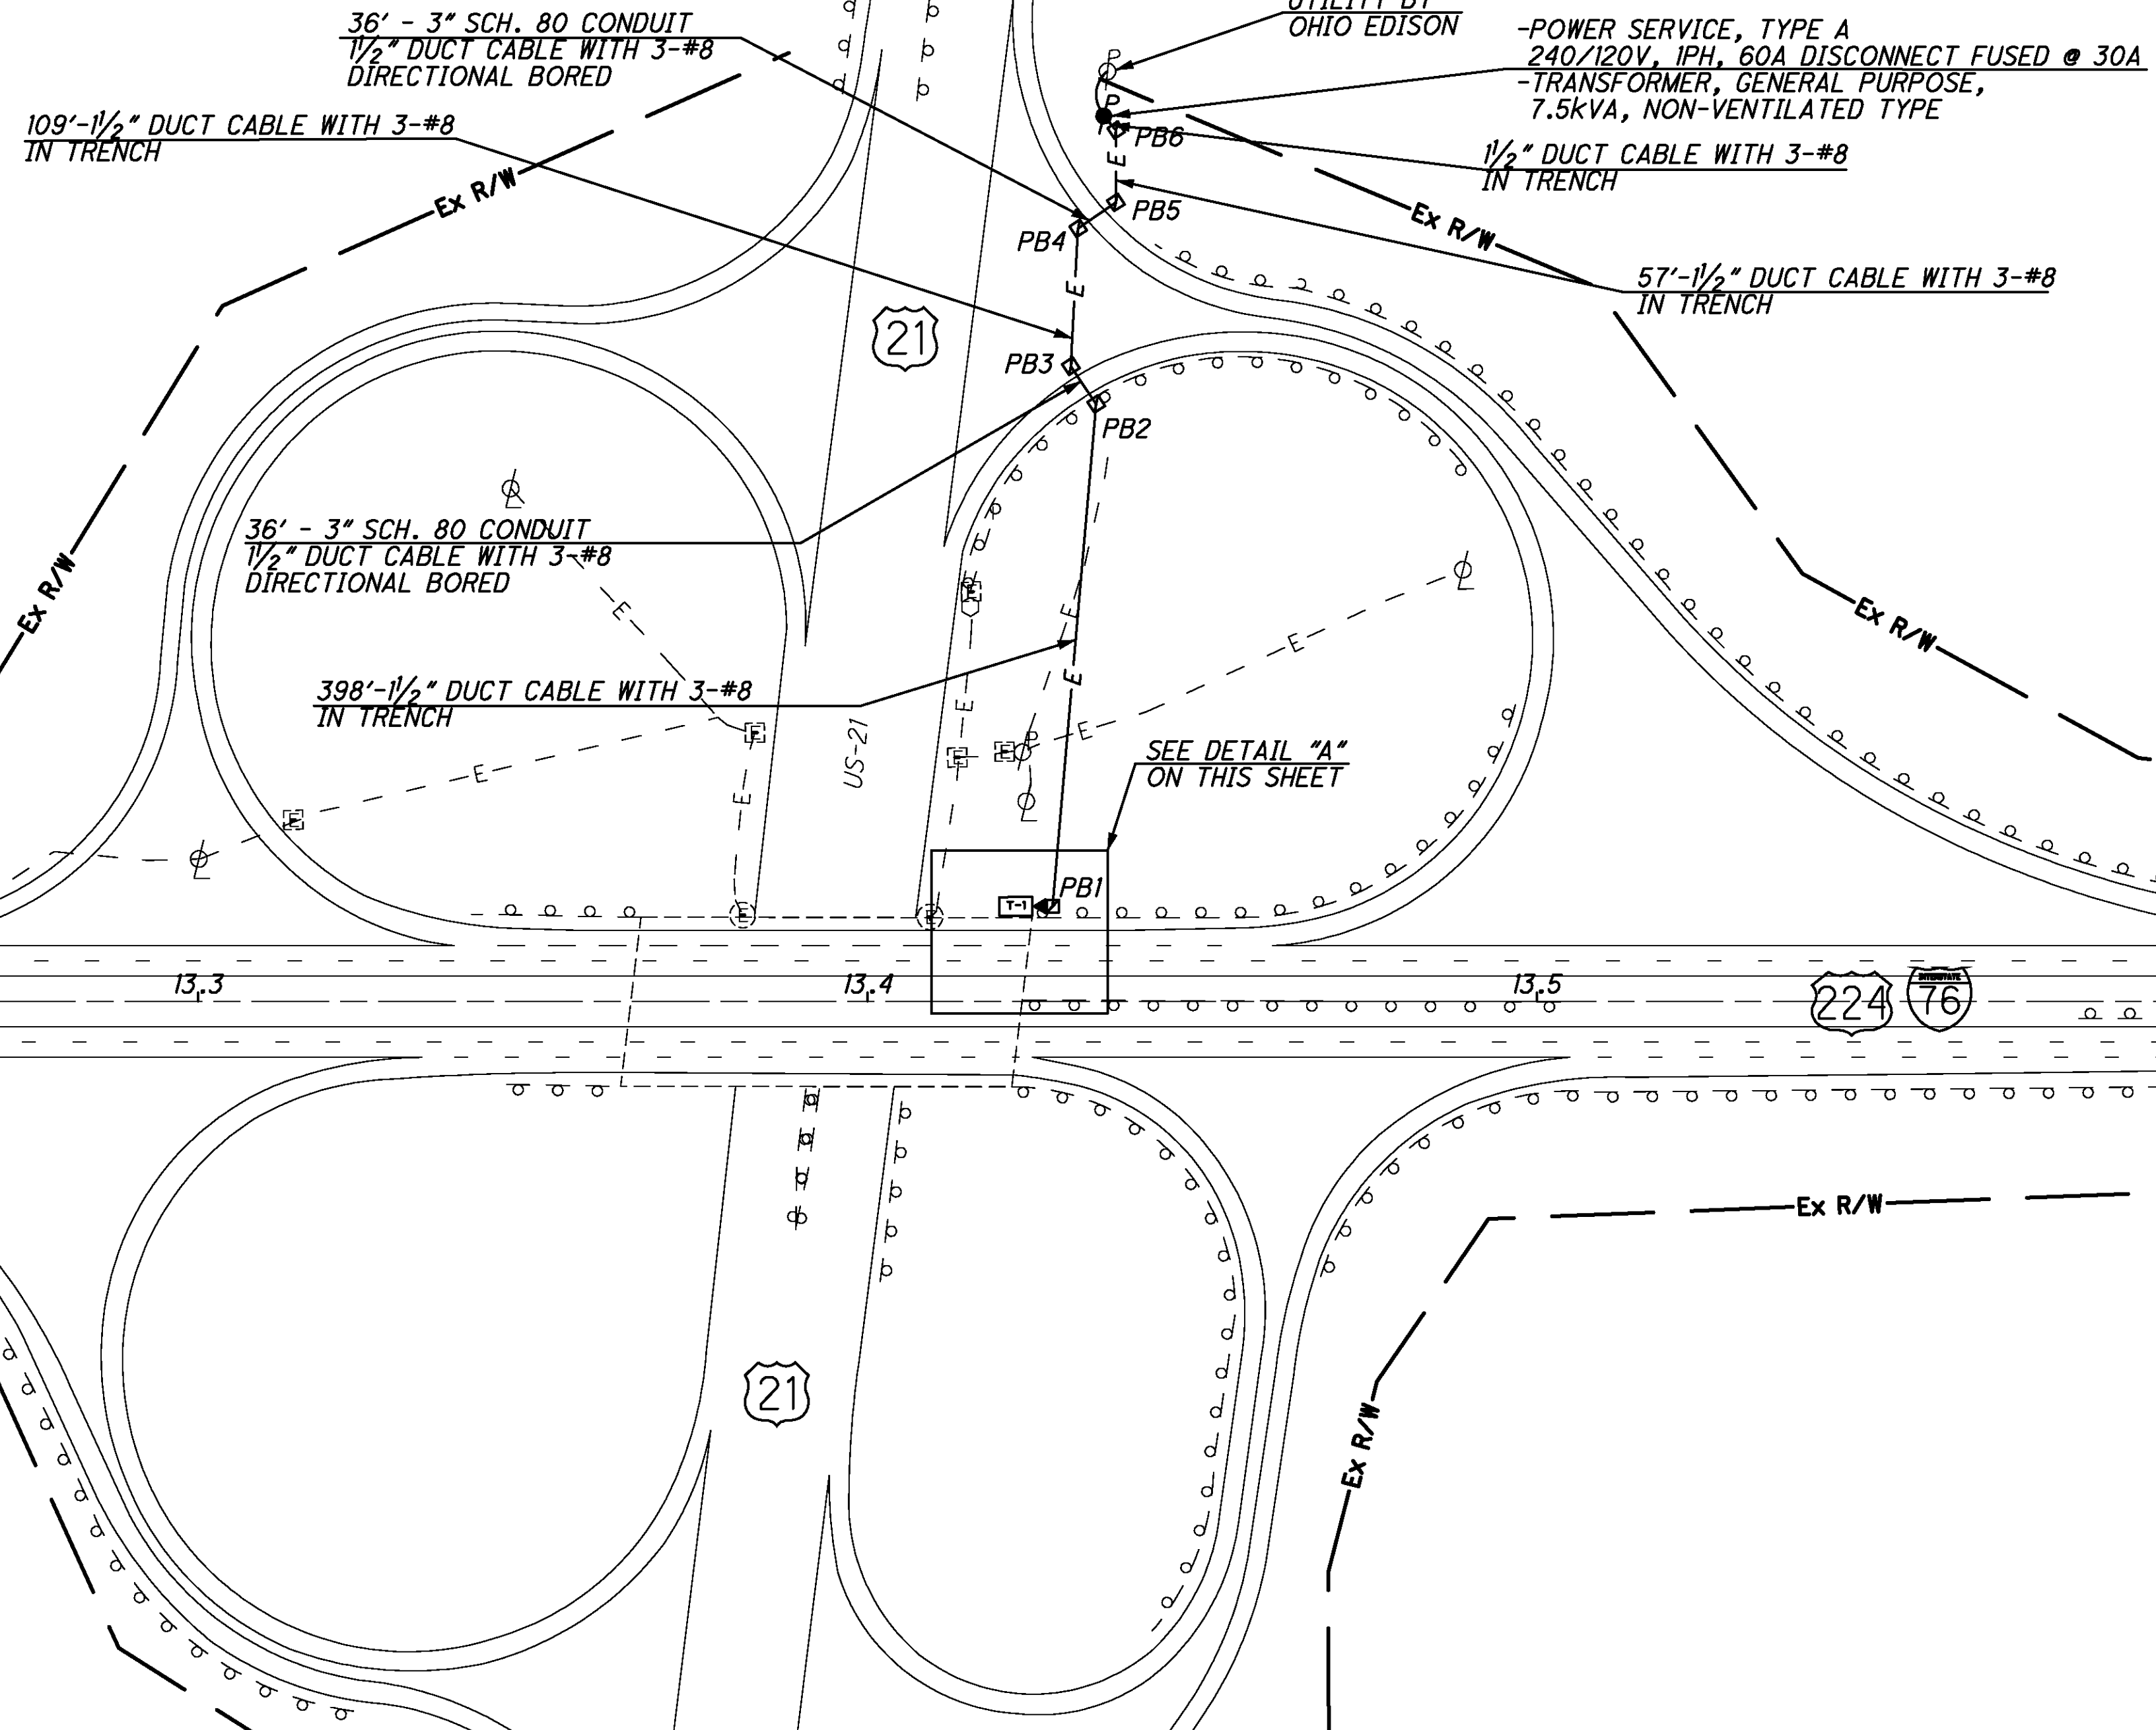 36' - 3" SCH. 80 CONDUIT
1½" DUCT CABLE WITH 3-#8
DIRECTIONAL BORED
UTILITY BY
OHIO EDISON
-POWER SERVICE, TYPE A
240/120V, 1PH, 60A DISCONNECT FUSED @ 30A
-TRANSFORMER, GENERAL PURPOSE,
7.5kVA, NON-VENTILATED TYPE
109'-1½" DUCT CABLE WITH 3-#8
IN TRENCH
P
P
PB6
1½" DUCT CABLE WITH 3-#8
IN TRENCH
E
Ex R/W
PB5
Ex R/W
PB4
57'-1½" DUCT CABLE WITH 3-#8
IN TRENCH
E
21
PB3
PB2
36' - 3" SCH. 80 CONDUIT
1½" DUCT CABLE WITH 3-#8
DIRECTIONAL BORED
Ex R/W
E
E
E
E
Ex R/W
398'-1½" DUCT CABLE WITH 3-#8
IN TRENCH
E
E
US-21
E
E
E
E
P
E
E
E
SEE DETAIL "A"
ON THIS SHEET
E
PB1
T-1
E
E
13.3
13.4
13.5
224
INTERSTATE
76
Ex R/W
21
Ex R/W